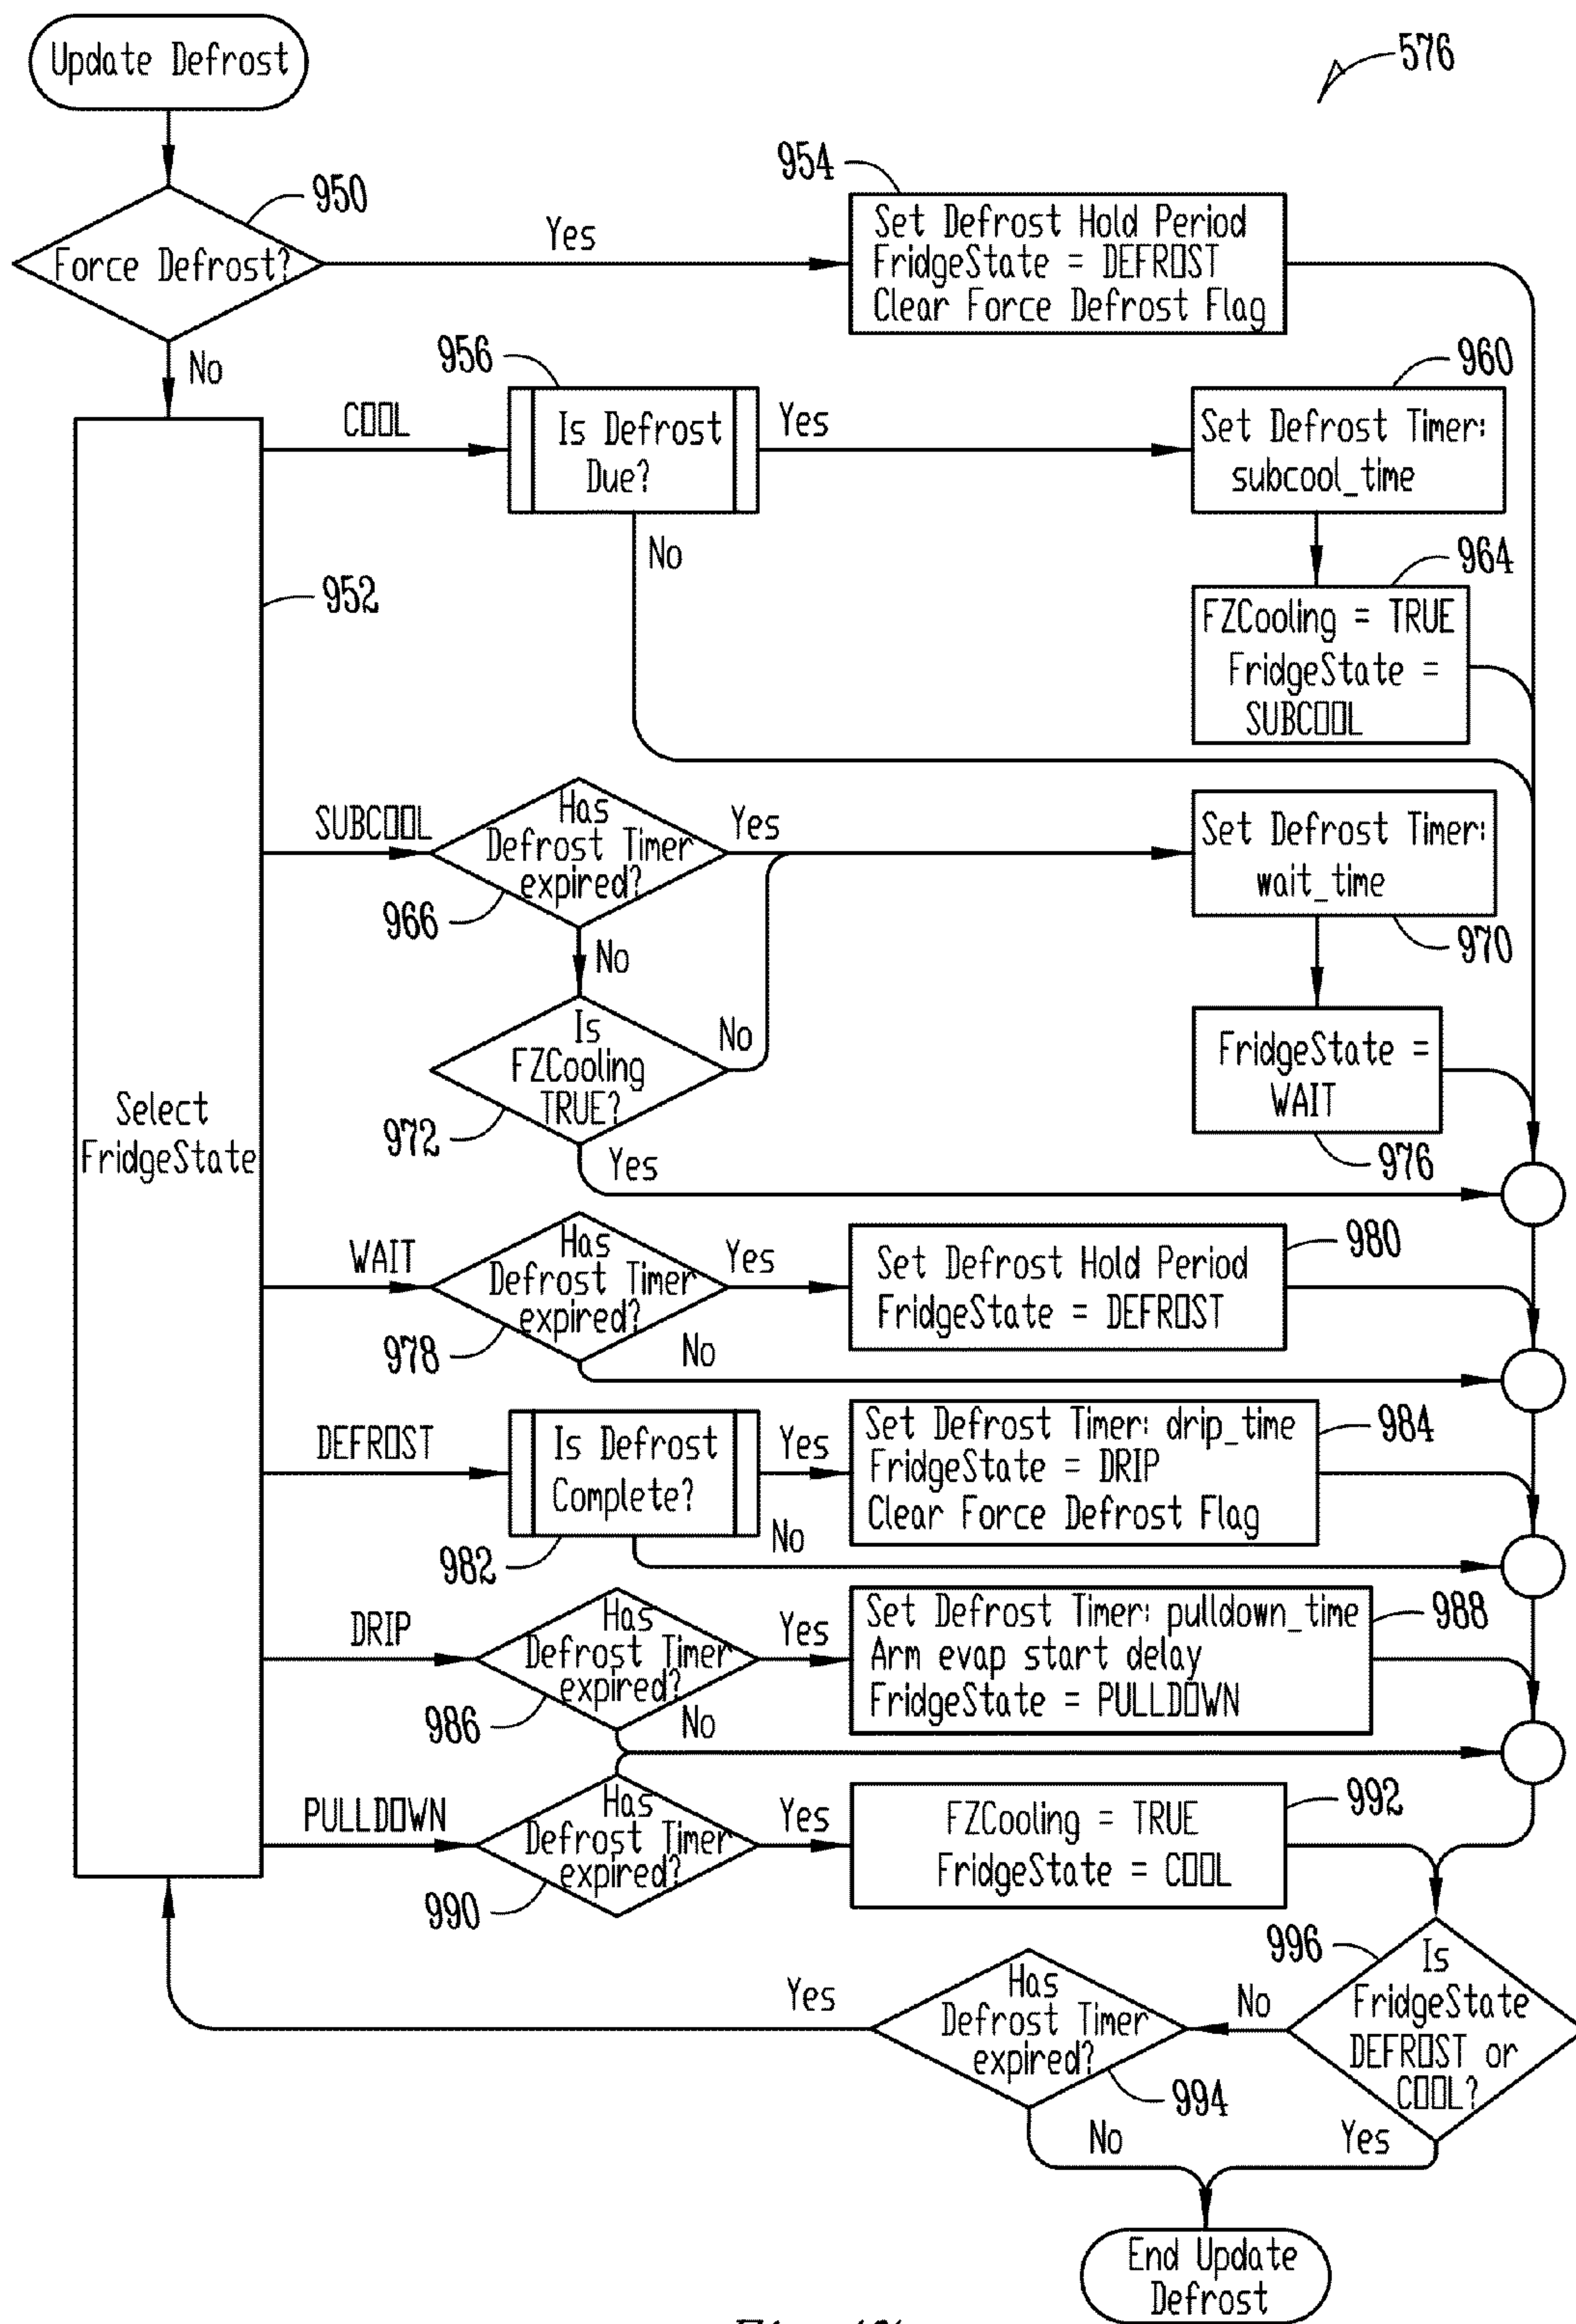 Update Defrost
576
950
Force Defrost?
Yes
No
954
Set Defrost Hold Period
FridgeState = DEFROST
Clear Force Defrost Flag
952
Select
FridgeState
COOL
956
Is Defrost
Due?
Yes
No
960
Set Defrost Timer:
subcool_time
964
FZCooling = TRUE
FridgeState =
SUBCOOL
SUBCOOL
Has
Defrost Timer
expired?
966
Yes
No
Set Defrost Timer:
wait_time
970
Is
FZCooling
TRUE?
972
No
Yes
FridgeState =
WAIT
976
WAIT
Has
Defrost Timer
expired?
978
Yes
No
980
Set Defrost Hold Period
FridgeState = DEFROST
DEFROST
Is Defrost
Complete?
982
Yes
No
984
Set Defrost Timer: drip_time
FridgeState = DRIP
Clear Force Defrost Flag
DRIP
Has
Defrost Timer
expired?
986
Yes
No
988
Set Defrost Timer: pulldown_time
Arm evap start delay
FridgeState = PULLDOWN
PULLDOWN
Has
Defrost Timer
expired?
990
Yes
992
FZCooling = TRUE
FridgeState = COOL
996
Is
FridgeState
DEFROST or
COOL?
No
Yes
Has
Defrost Timer
expired?
994
Yes
No
End Update
Defrost